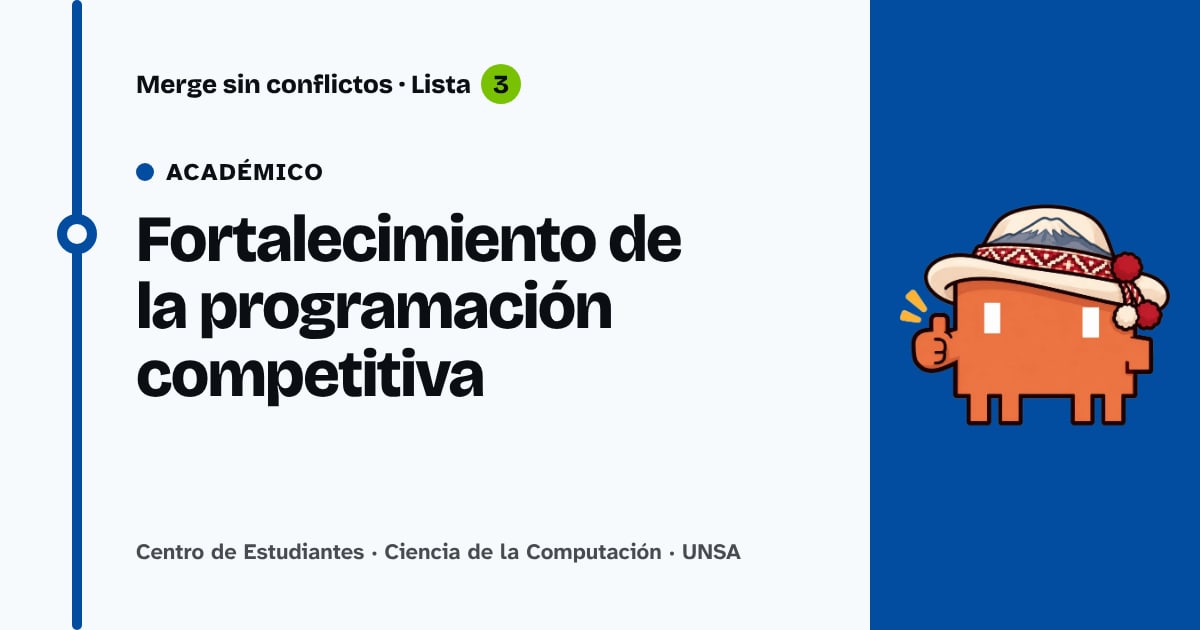 Merge sin conflictos · Lista 3
ACADÉMICO
Fortalecimiento de
la programación
competitiva
Centro de Estudiantes · Ciencia de la Computación · UNSA